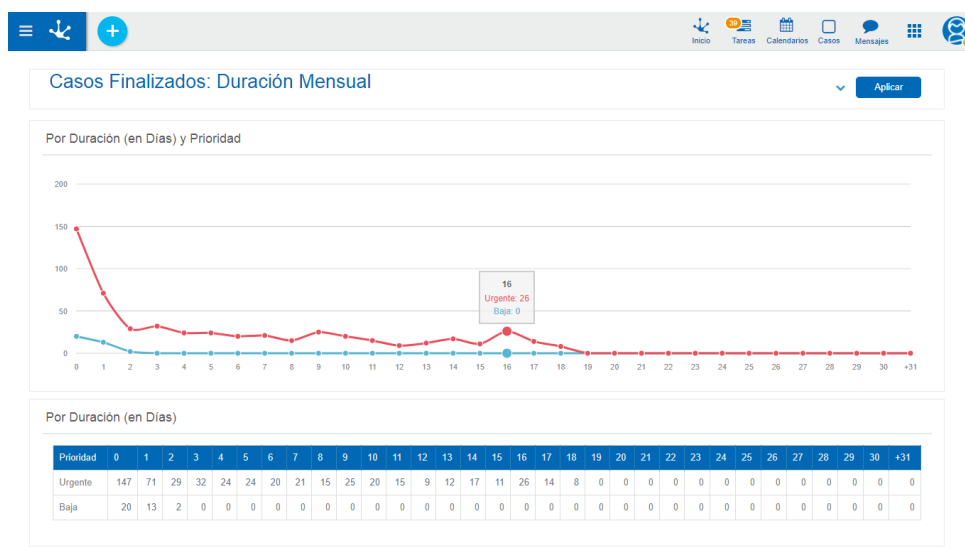 39
Inicio Tareas Calendarios Casos Mensajes
Casos Finalizados: Duración Mensual
Aplicar
Por Duración (en Días) y Prioridad
200
150
100
50
0
16
Urgente: 26
Baja: 0
0 1 2 3 4 5 6 7 8 9 10 11 12 13 14 15 16 17 18 19 20 21 22 23 24 25 26 27 28 29 30 +31
Por Duración (en Días)
Prioridad 0 1 2 3 4 5 6 7 8 9 10 11 12 13 14 15 16 17 18 19 20 21 22 23 24 25 26 27 28 29 30 +31
Urgente 147 71 29 32 24 24 20 21 15 25 20 15 9 12 17 11 26 14 8 0 0 0 0 0 0 0 0 0 0 0 0 0
Baja 20 13 2 0 0 0 0 0 0 0 0 0 0 0 0 0 0 0 0 0 0 0 0 0 0 0 0 0 0 0 0 0